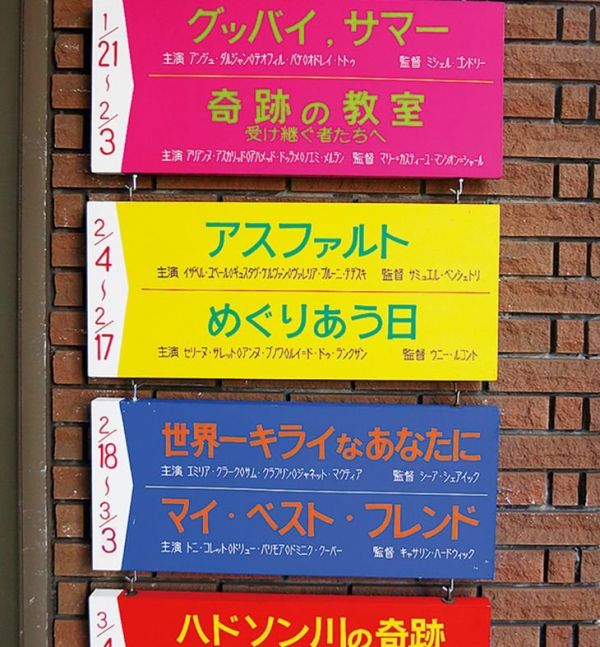 1/21～2/3
グッバイ,サマー
主演 アンジュ・ダルジャン◇テオフィル・バケ◇オドレイ・トトゥ 監督 ミシェル・ゴンドリー
奇跡の教室
受け継ぐ者たちへ
主演 アリアンヌ・アスカリッド◇アハメッド・ドゥラメ◇ノエミ・メルラン 監督 マリー=カスティーユ・マンシオン=シャール
2/4～2/17
アスファルト
主演 イザベル・ユペール◇ギュスタヴ・ケルヴァン◇ヴァレリア・ブルーニ・テデスキ 監督 サミュエル・ベンシェトリ
めぐりあう日
主演 セリーヌ・サレット◇アンヌ・ブノワ◇ルイ=ド・ドゥ・ランクザン 監督 ウニー・ルコント
2/18～3/3
世界一キライなあなたに
主演 エミリア・クラーク◇サム・クラフリン◇ジャネット・マクティア 監督 シーア・シェアイック
マイ・ベスト・フレンド
主演 トニ・コレット◇ドリュー・バリモア◇ドミニク・クーパー 監督 キャサリン・ハードウィック
3/4
ハドソン川の奇跡